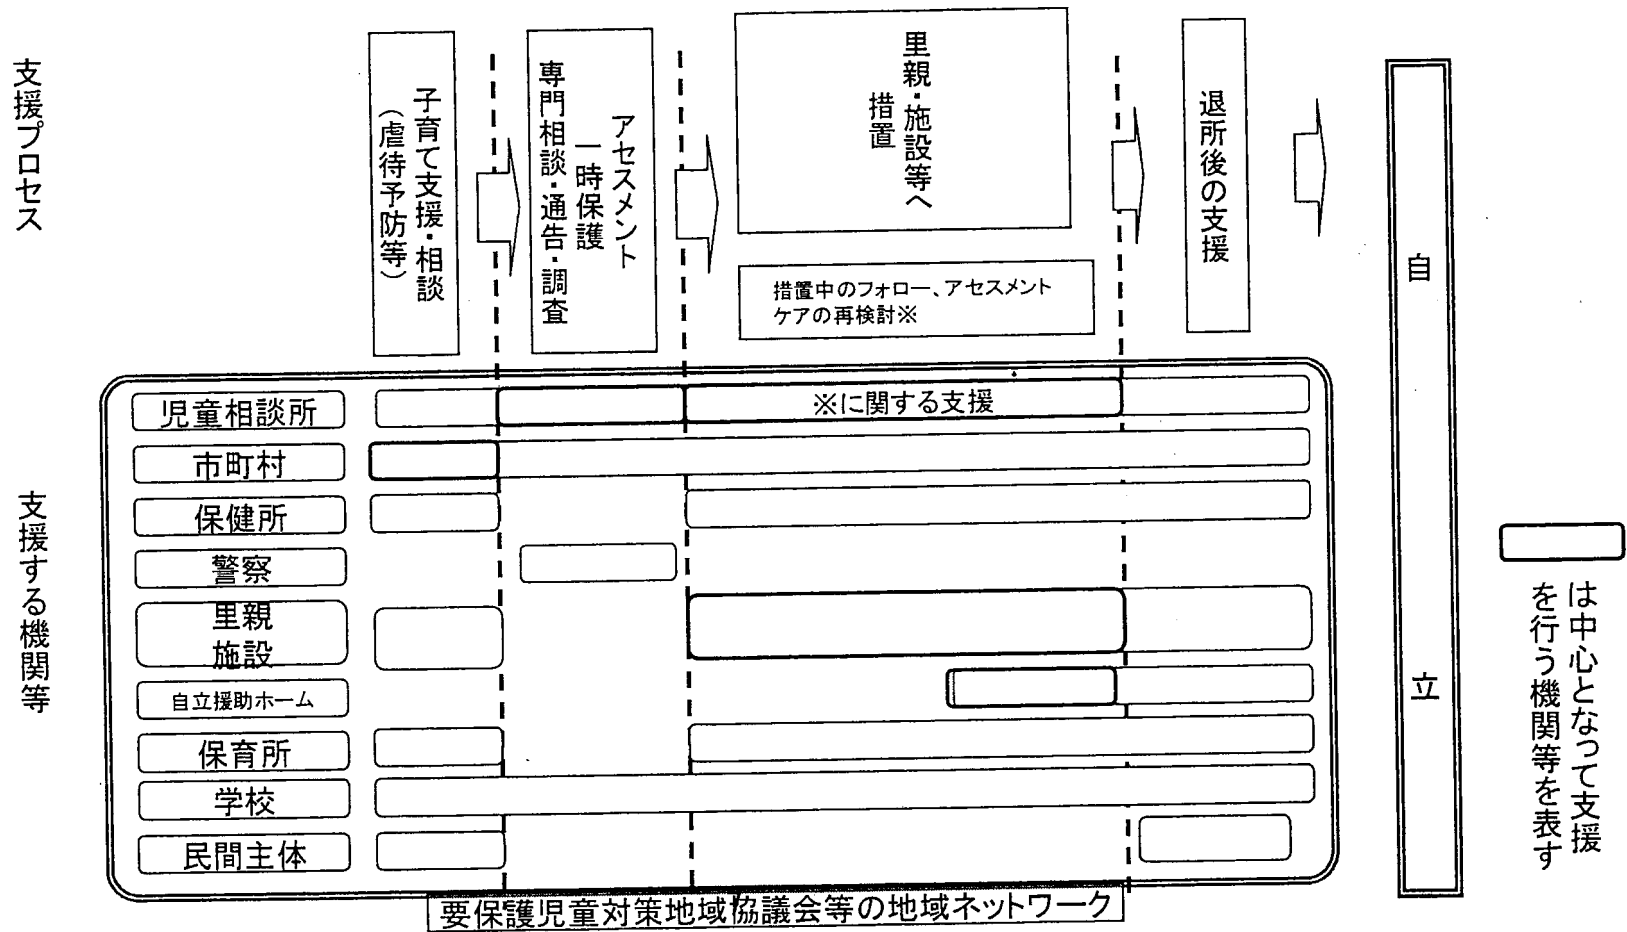 支援プロセス
子育て支援・相談
（虐待予防等）
アセスメント
一時保護
専門相談・通告・調査
里親・施設等へ
措置
措置中のフォロー、アセスメント
ケアの再検討※
退所後の支援
自立
支援する機関等
児童相談所
※に関する支援
市町村
保健所
警察
里親
施設
自立援助ホーム
保育所
学校
民間主体
要保護児童対策地域協議会等の地域ネットワーク
は中心となって支援
を行う機関等を表す